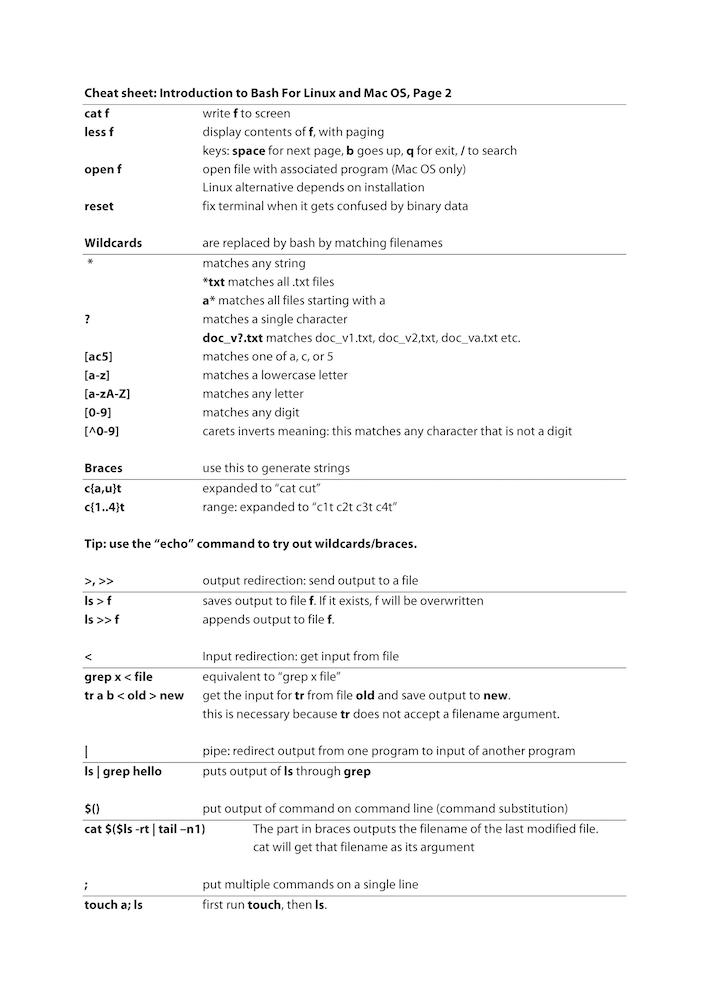 Cheat sheet: Introduction to Bash For Linux and Mac OS, Page 2
cat f write f to screen
less f display contents of f, with paging
keys: space for next page, b goes up, q for exit, / to search
open f open file with associated program (Mac OS only)
Linux alternative depends on installation
reset fix terminal when it gets confused by binary data
Wildcards are replaced by bash by matching filenames
* matches any string
*txt matches all .txt files
a* matches all files starting with a
? matches a single character
doc_v?.txt matches doc_v1.txt, doc_v2,txt, doc_va.txt etc.
[ac5] matches one of a, c, or 5
[a-z] matches a lowercase letter
[a-zA-Z] matches any letter
[0-9] matches any digit
[^0-9] carets inverts meaning: this matches any character that is not a digit
Braces use this to generate strings
c{a,u}t expanded to “cat cut”
c{1..4}t range: expanded to “c1t c2t c3t c4t”
Tip: use the “echo” command to try out wildcards/braces.
>, >> output redirection: send output to a file
ls > f saves output to file f. If it exists, f will be overwritten
ls >> f appends output to file f.
< Input redirection: get input from file
grep x < file equivalent to “grep x file”
tr a b < old > new get the input for tr from file old and save output to new.
this is necessary because tr does not accept a filename argument.
| pipe: redirect output from one program to input of another program
ls | grep hello puts output of ls through grep
$() put output of command on command line (command substitution)
cat $($ls -rt | tail –n1) The part in braces outputs the filename of the last modified file.
cat will get that filename as its argument
; put multiple commands on a single line
touch a; ls first run touch, then ls.